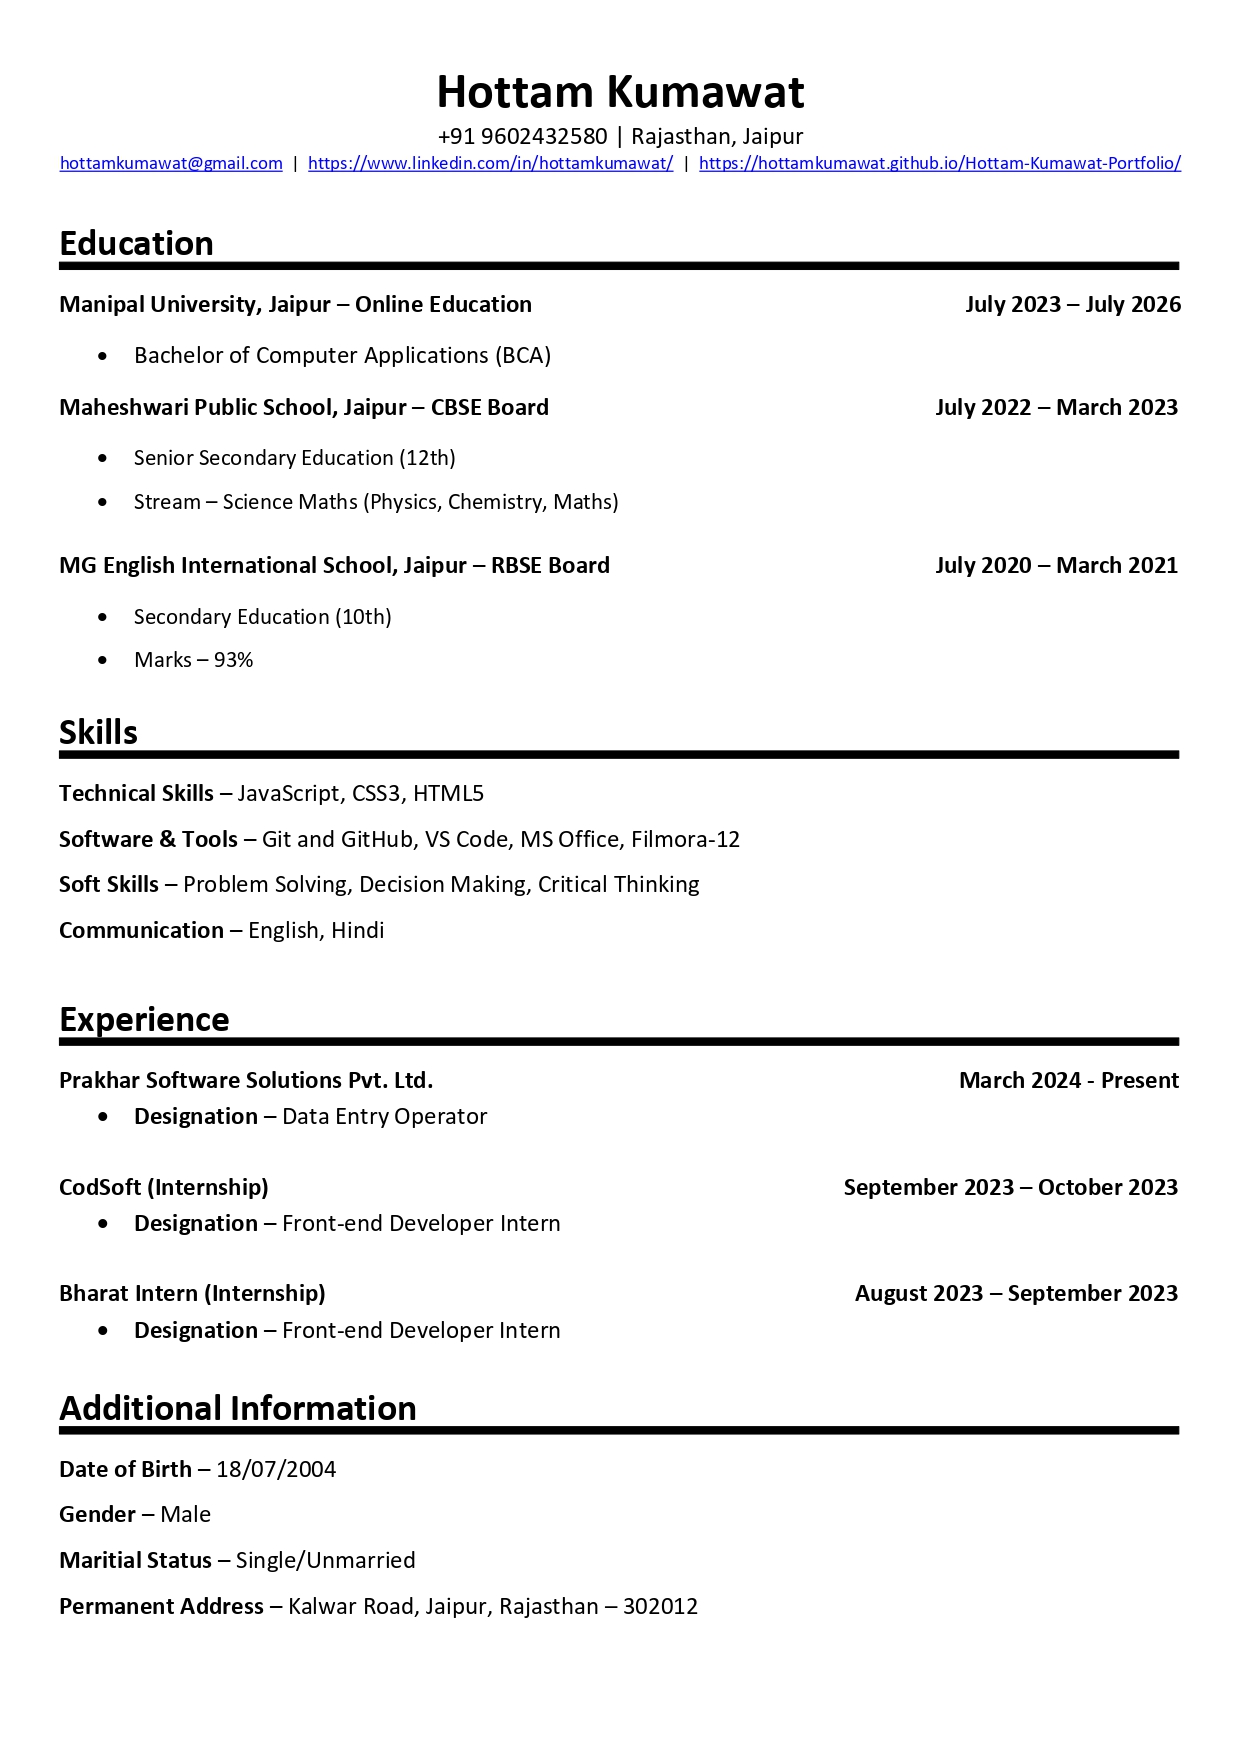 Hottam Kumawat
+91 9602432580 | Rajasthan, Jaipur
hottamkumawat@gmail.com | https://www.linkedin.com/in/hottamkumawat/ | https://hottamkumawat.github.io/Hottam-Kumawat-Portfolio/
Education
Manipal University, Jaipur – Online Education July 2023 – July 2026
• Bachelor of Computer Applications (BCA)
Maheshwari Public School, Jaipur – CBSE Board July 2022 – March 2023
• Senior Secondary Education (12th)
• Stream – Science Maths (Physics, Chemistry, Maths)
MG English International School, Jaipur – RBSE Board July 2020 – March 2021
• Secondary Education (10th)
• Marks – 93%
Skills
Technical Skills – JavaScript, CSS3, HTML5
Software & Tools – Git and GitHub, VS Code, MS Office, Filmora-12
Soft Skills – Problem Solving, Decision Making, Critical Thinking
Communication – English, Hindi
Experience
Prakhar Software Solutions Pvt. Ltd. March 2024 - Present
• Designation – Data Entry Operator
CodSoft (Internship) September 2023 – October 2023
• Designation – Front-end Developer Intern
Bharat Intern (Internship) August 2023 – September 2023
• Designation – Front-end Developer Intern
Additional Information
Date of Birth – 18/07/2004
Gender – Male
Maritial Status – Single/Unmarried
Permanent Address – Kalwar Road, Jaipur, Rajasthan – 302012